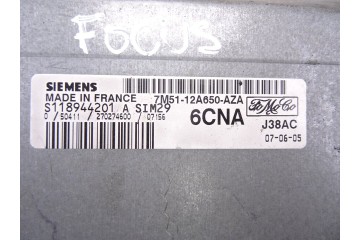 FOCUS
SIEMENS
MADE IN FRANCE 7M51-12A650-AZA
S118944201 A SIM29
0 / 50411 / 270274600 / 07156
6CNA
FoMoCo
J38AC
07-06-05